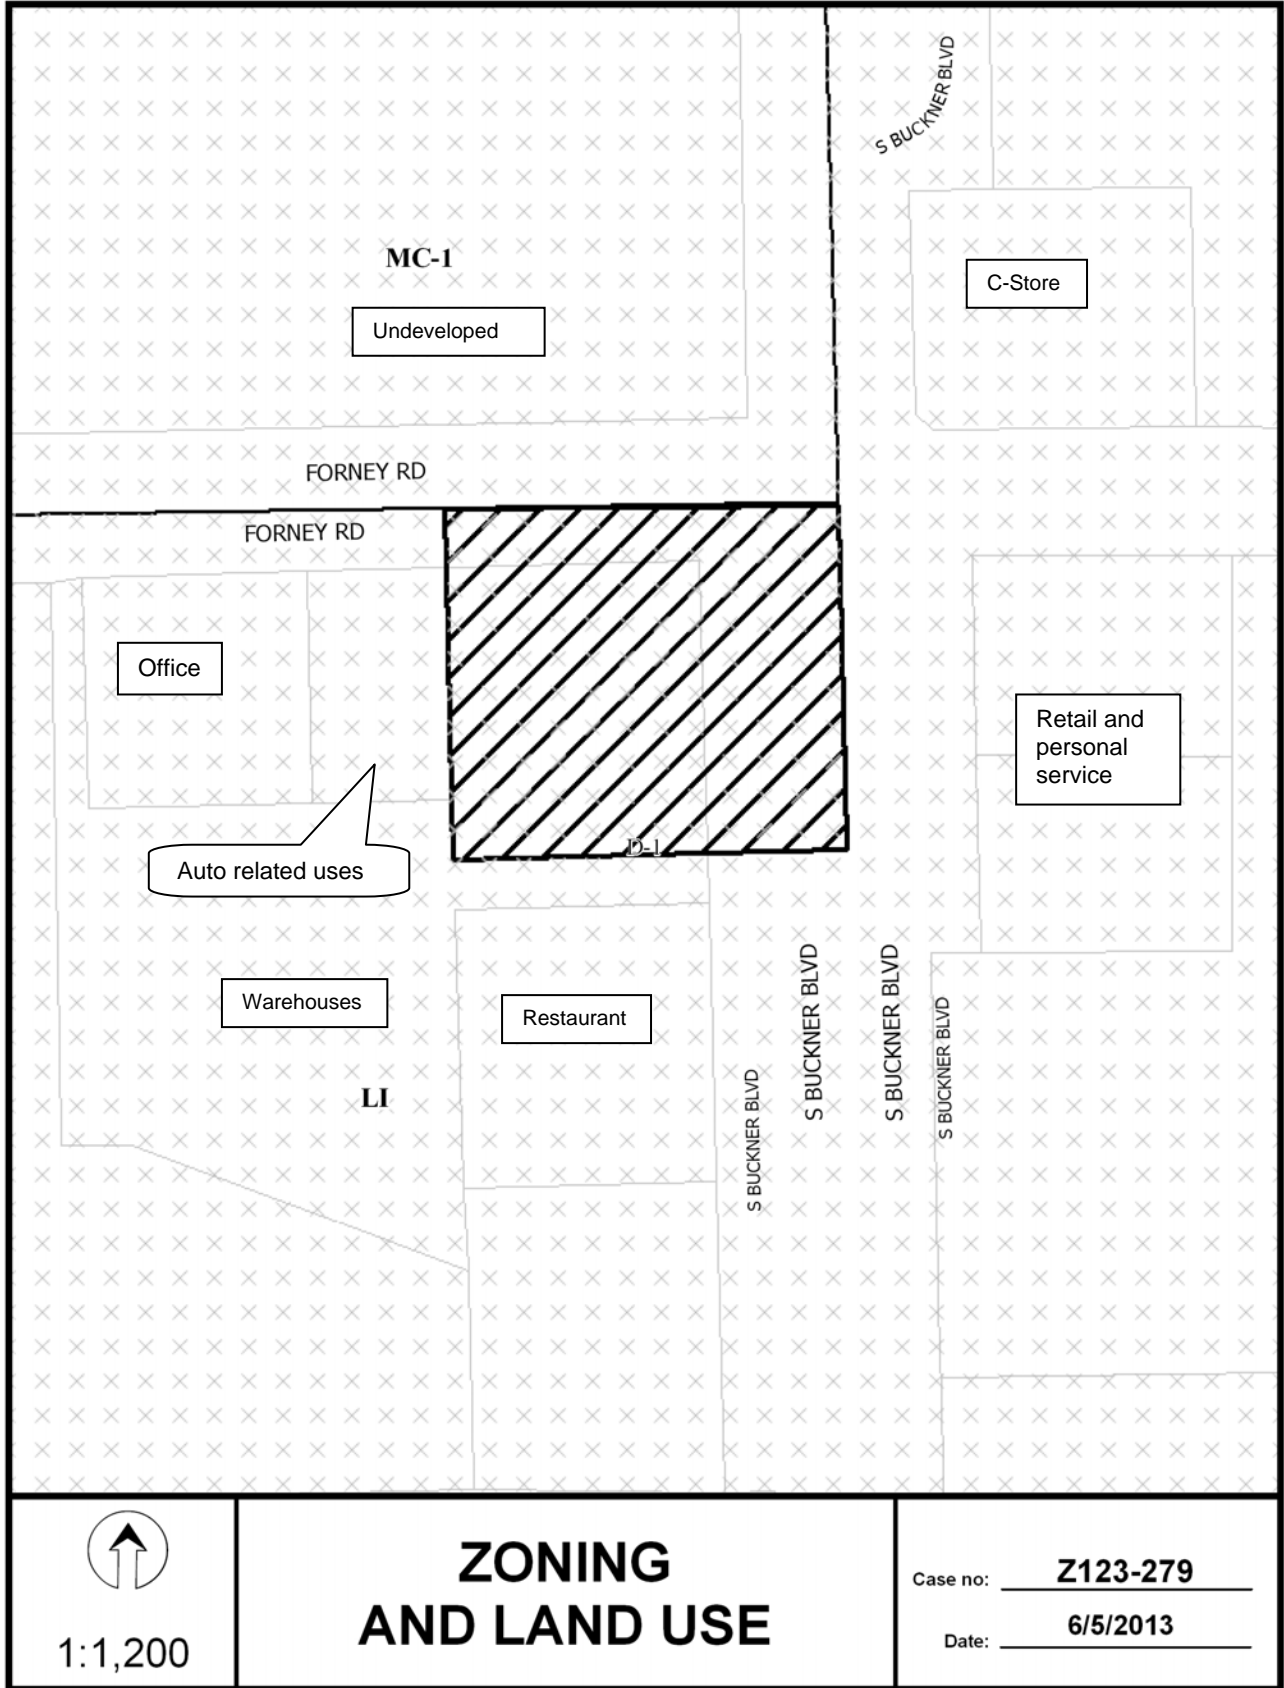 S BUCKNER BLVD
MC-1
C-Store
Undeveloped
FORNEY RD
FORNEY RD
Office
Retail and
personal
service
D-1
Auto related uses
Warehouses
Restaurant
S BUCKNER BLVD
S BUCKNER BLVD
S BUCKNER BLVD
S BUCKNER BLVD
LI
1:1,200
ZONING
AND LAND USE
Case no: Z123-279
Date: 6/5/2013